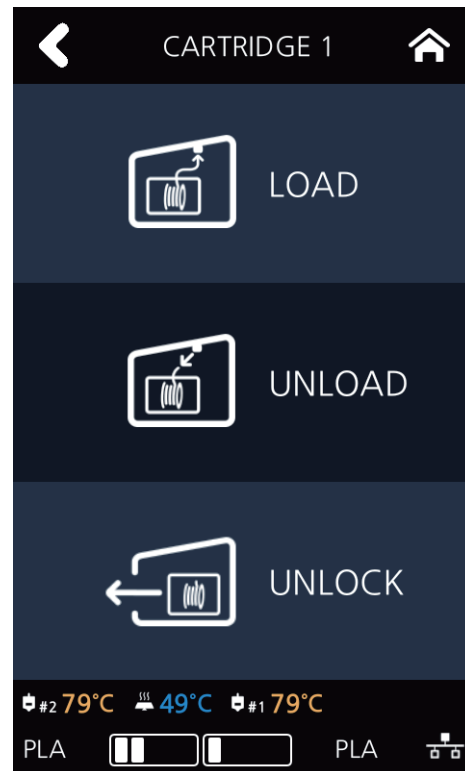 CARTRIDGE 1
LOAD
UNLOAD
UNLOCK
#2 79°C 49°C #1 79°C
PLA PLA